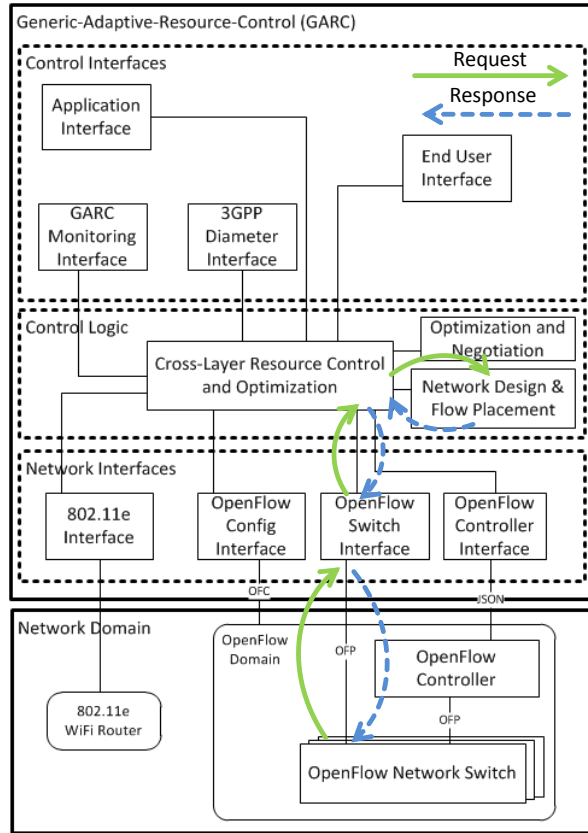 Generic-Adaptive-Resource-Control (GARC)
Control Interfaces
Request
Response
Application
Interface
End User
Interface
GARC
Monitoring
Interface
3GPP
Diameter
Interface
Control Logic
Optimization and
Negotiation
Cross-Layer Resource Control
and Optimization
Network Design &
Flow Placement
Network Interfaces
802.11e
Interface
OpenFlow
Config
Interface
OpenFlow
Switch
Interface
OpenFlow
Controller
Interface
OFC
JSON
Network Domain
OpenFlow
Domain
OFP
OpenFlow
Controller
802.11e
WiFi Router
OFP
OpenFlow Network Switch